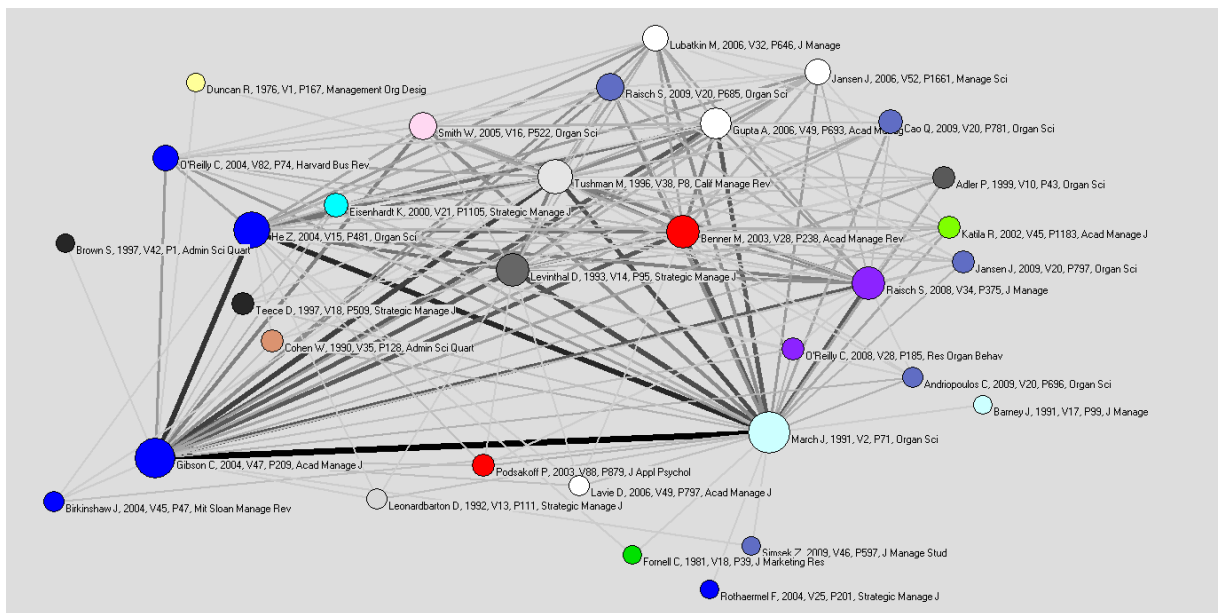 Lubatkin M, 2006, V32, P646, J Manage
Jansen J, 2006, V52, P1661, Manage Sci
Duncan R, 1976, V1, P167, Management Org Desig
Raisch S, 2009, V20, P685, Organ Sci
Smith W, 2005, V16, P522, Organ Sci
Gupta A, 2006, V49, P693, Acad Manag
Cao Q, 2009, V20, P781, Organ Sci
O'Reilly C, 2004, V82, P74, Harvard Bus Rev
Tushman M, 1996, V38, P8, Calif Manage Rev
Adler P, 1999, V10, P43, Organ Sci
Eisenhardt K, 2000, V21, P1105, Strategic Manage J
Katila R, 2002, V45, P1183, Acad Manage J
He Z, 2004, V15, P481, Organ Sci
Benner M, 2003, V28, P238, Acad Manage Rev
Brown S, 1997, V42, P1, Admin Sci Quart
Jansen J, 2009, V20, P797, Organ Sci
Levinthal D, 1993, V14, P95, Strategic Manage J
Raisch S, 2008, V34, P375, J Manage
Teece D, 1997, V18, P509, Strategic Manage J
Cohen W, 1990, V35, P128, Admin Sci Quart
O'Reilly C, 2008, V28, P185, Res Organ Behav
Andriopoulos C, 2009, V20, P696, Organ Sci
Barney J, 1991, V17, P99, J Manage
March J, 1991, V2, P71, Organ Sci
Gibson C, 2004, V47, P209, Acad Manage J
Podsakoff P, 2003, V88, P879, J Appl Psychol
Lavie D, 2006, V49, P797, Acad Manage J
Leonardbarton D, 1992, V13, P111, Strategic Manage J
Birkinshaw J, 2004, V45, P47, Mit Sloan Manage Rev
Simsek Z, 2009, V46, P597, J Manage Stud
Fornell C, 1981, V18, P39, J Marketing Res
Rothaermel F, 2004, V25, P201, Strategic Manage J